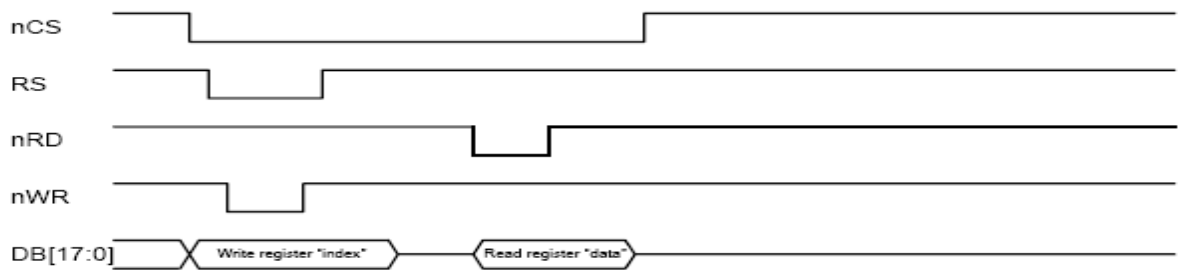 nCS
RS
nRD
nWR
DB[17:0] Write register "index" Read register "data"